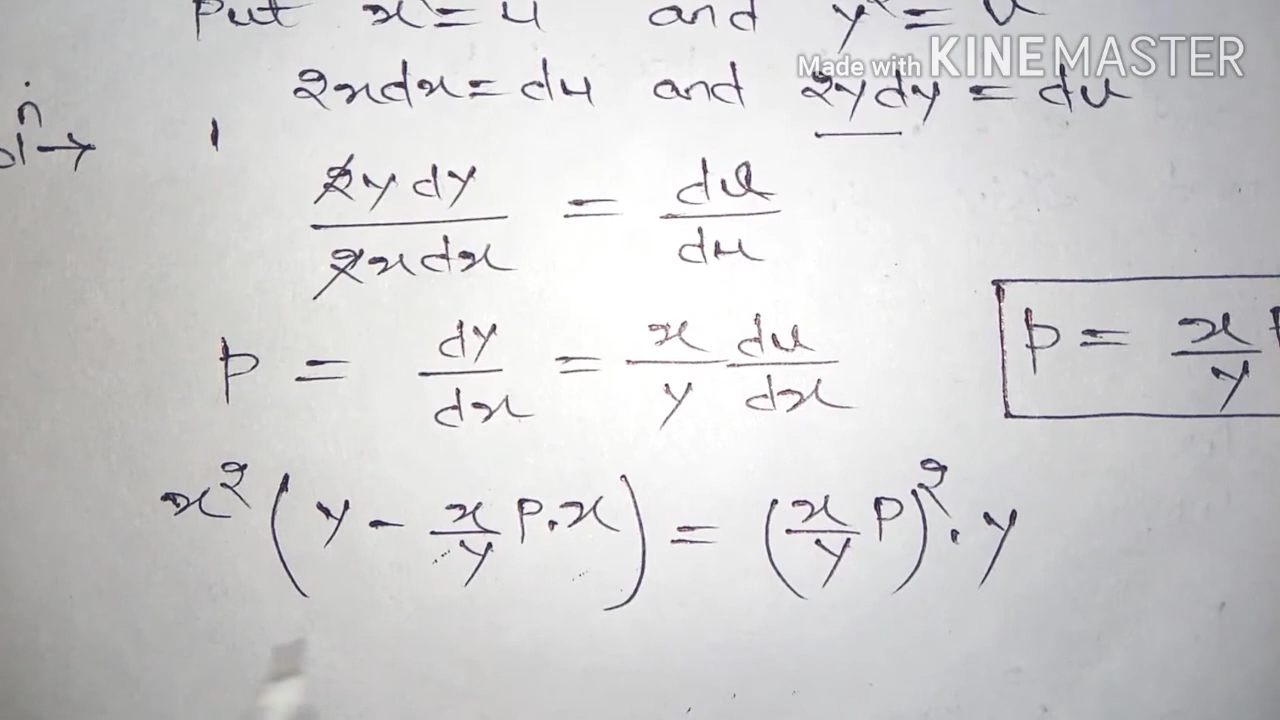 Put x² = u and y² = v
Made with KINEMASTER
2xdx = du and 2ydy = dv
2ydy / 2xdx = dv / du
p = dy/dx = x/y dv/dx
p = x/y P
x² (y - x/y P.x) = (x/y P)² . y